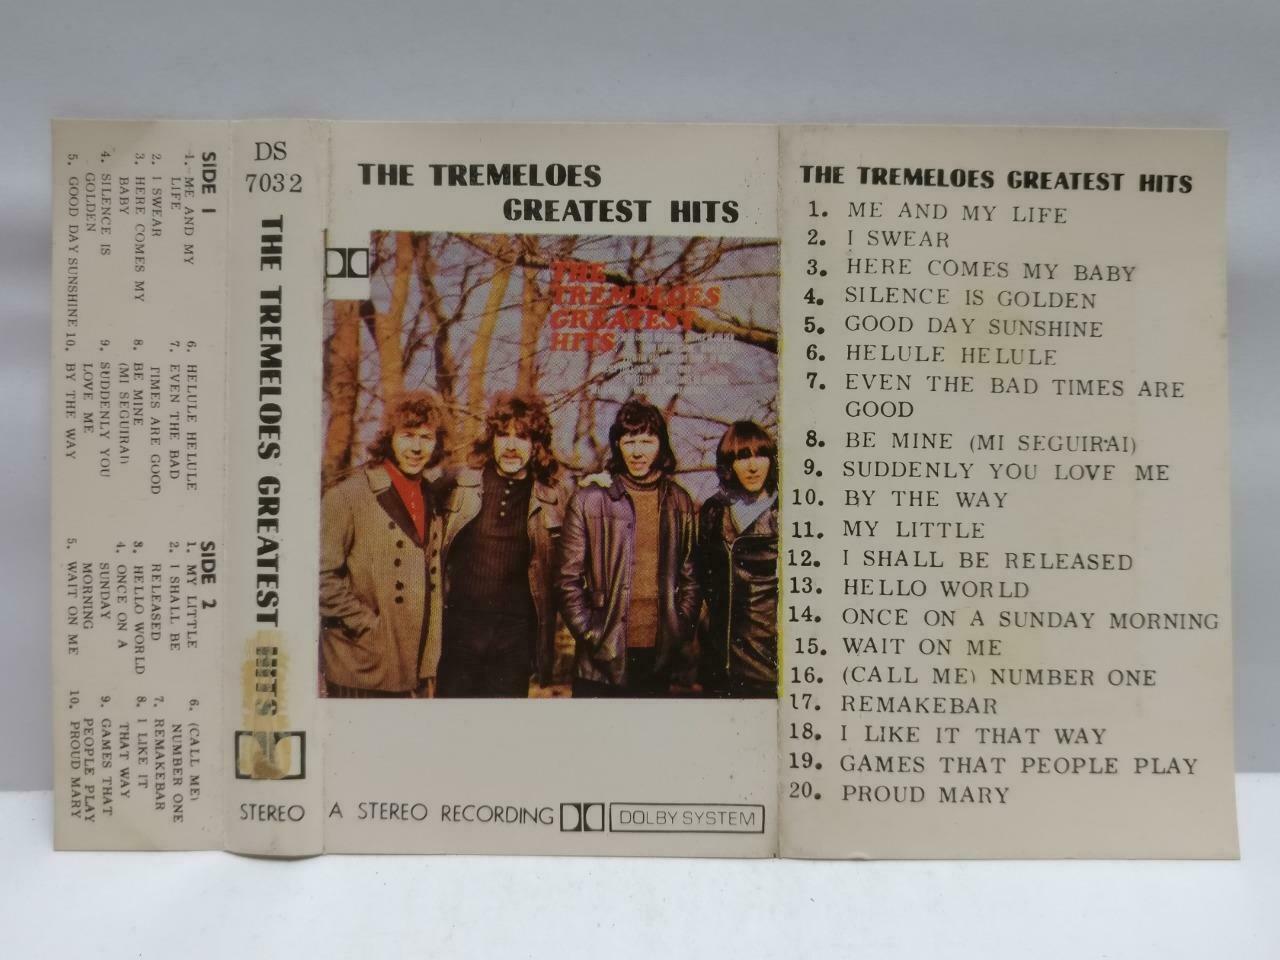 SIDE 1
1. ME AND MY
LIFE
2. I SWEAR
3. HERE COMES MY
BABY
4. SILENCE IS
GOLDEN
5. GOOD DAY SUNSHINE
6. HELULE HELULE
7. EVEN THE BAD
TIMES ARE GOOD
8. BE MINE
(MI SEGUIRAI)
9. SUDDENLY YOU
LOVE ME
10. BY THE WAY
SIDE 2
1. MY LITTLE
2. I SHALL BE
RELEASED
3. HELLO WORLD
4. ONCE ON A
SUNDAY
MORNING
5. WAIT ON ME
6. (CALL ME)
NUMBER ONE
7. REMAKEBAR
8. I LIKE IT
THAT WAY
9. GAMES THAT
PEOPLE PLAY
10. PROUD MARY
DS
7032
THE TREMELOES GREATEST HITS
STEREO
THE TREMELOES
GREATEST HITS
THE
TREMELOES
GREATEST
HITS
A STEREO RECORDING DOLBY SYSTEM
THE TREMELOES GREATEST HITS
1. ME AND MY LIFE
2. I SWEAR
3. HERE COMES MY BABY
4. SILENCE IS GOLDEN
5. GOOD DAY SUNSHINE
6. HELULE HELULE
7. EVEN THE BAD TIMES ARE
GOOD
8. BE MINE (MI SEGUIRAI)
9. SUDDENLY YOU LOVE ME
10. BY THE WAY
11. MY LITTLE
12. I SHALL BE RELEASED
13. HELLO WORLD
14. ONCE ON A SUNDAY MORNING
15. WAIT ON ME
16. (CALL ME) NUMBER ONE
17. REMAKEBAR
18. I LIKE IT THAT WAY
19. GAMES THAT PEOPLE PLAY
20. PROUD MARY